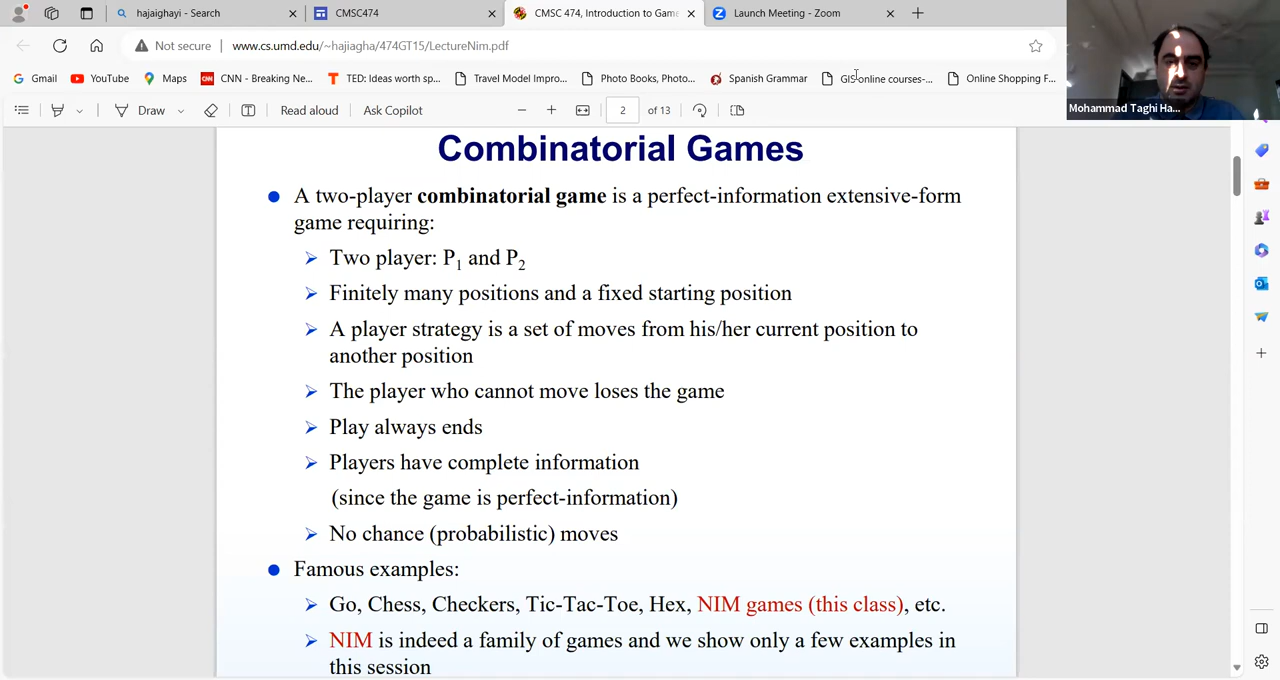 hajaighayi - Search
CMSC474
CMSC 474, Introduction to Game
Launch Meeting - Zoom
Not secure
www.cs.umd.edu/~hajiagha/474GT15/LectureNim.pdf
Gmail
YouTube
Maps
CNN - Breaking Ne...
TED: Ideas worth sp...
Travel Model Impro...
Photo Books, Photo...
Spanish Grammar
GIS online courses-...
Online Shopping F...
Mohammad Taghi Ha...
Draw
Read aloud
Ask Copilot
2
of 13
Combinatorial Games
A two-player combinatorial game is a perfect-information extensive-form
game requiring:
Two player: P1 and P2
Finitely many positions and a fixed starting position
A player strategy is a set of moves from his/her current position to
another position
The player who cannot move loses the game
Play always ends
Players have complete information
(since the game is perfect-information)
No chance (probabilistic) moves
Famous examples:
Go, Chess, Checkers, Tic-Tac-Toe, Hex, NIM games (this class), etc.
NIM is indeed a family of games and we show only a few examples in
this session